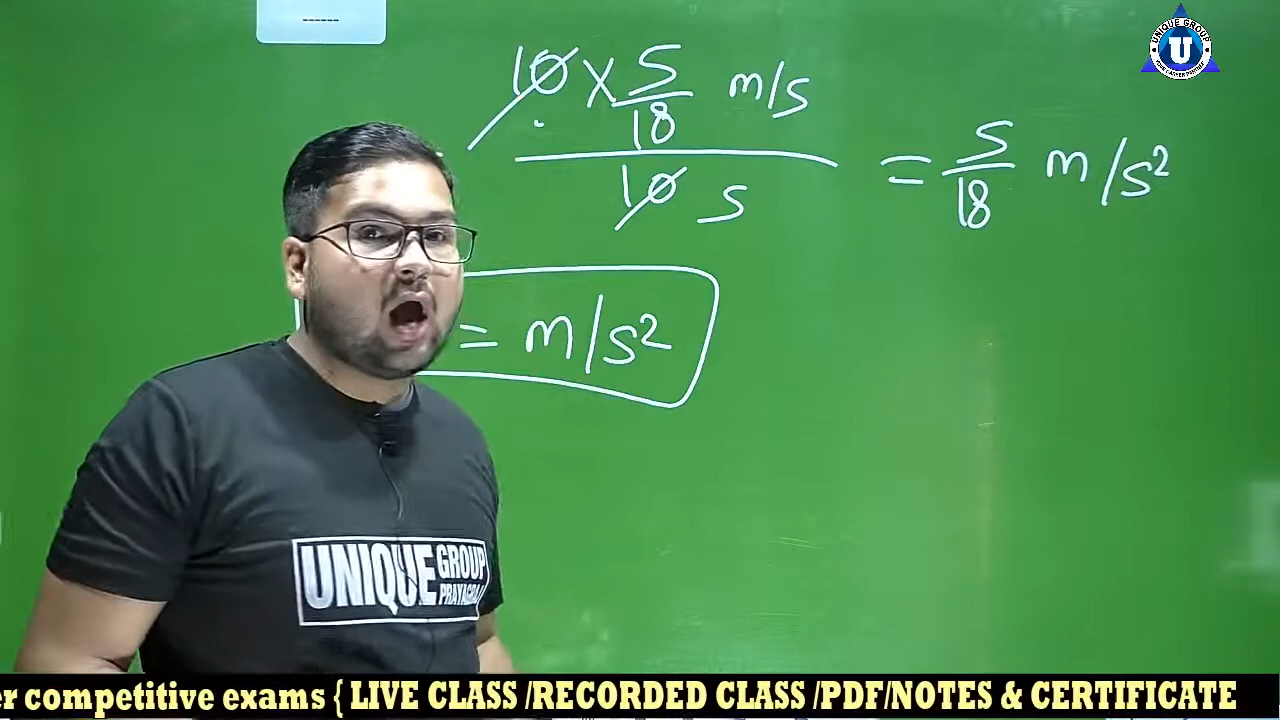 ------
10 X 5/18 m/s
10 s
= 5/18 m/s²
= m/s²
UNIQUE GROUP
U
UNIQUE GROUP
PRAYAGRAJ
er competitive exams { LIVE CLASS /RECORDED CLASS /PDF/NOTES & CERTIFICATE